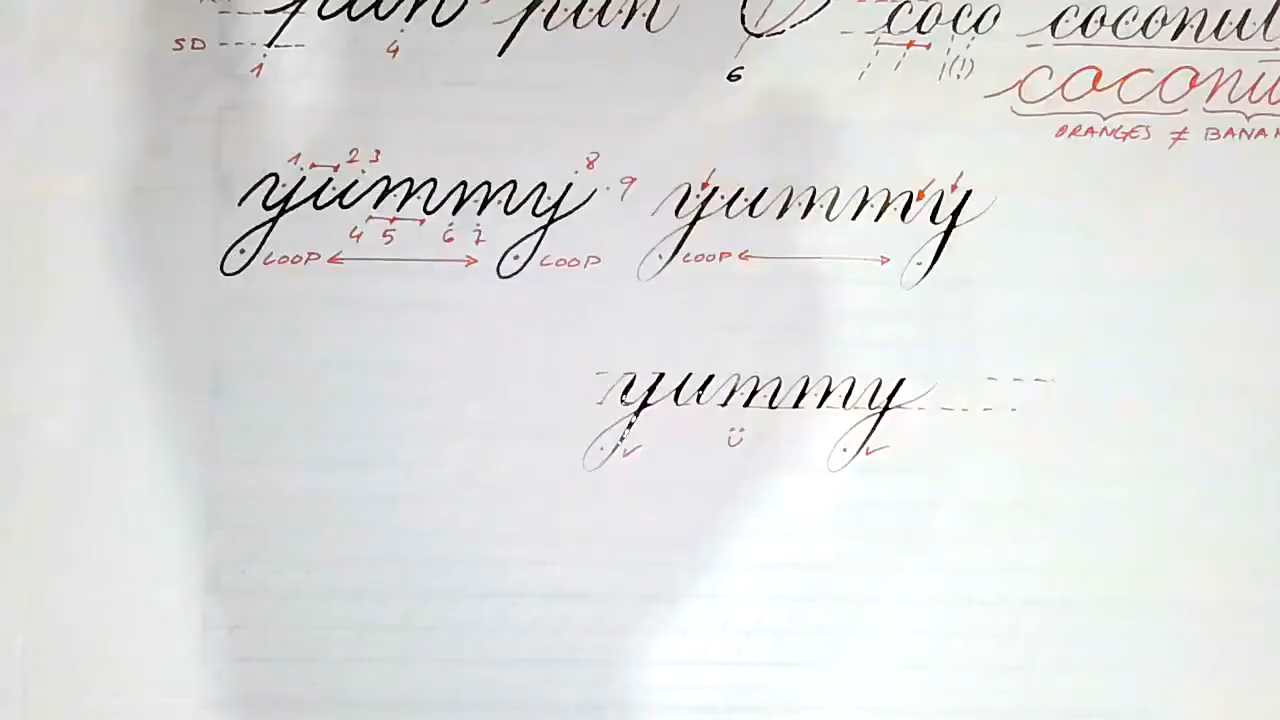 coco coconut
SD 4
1 6 (!)
coconu
ORANGES ≠ BANAN
1 2 3 8
yummy 9 yummy
4 5 6 7
LOOP LOOP LOOP
yummy